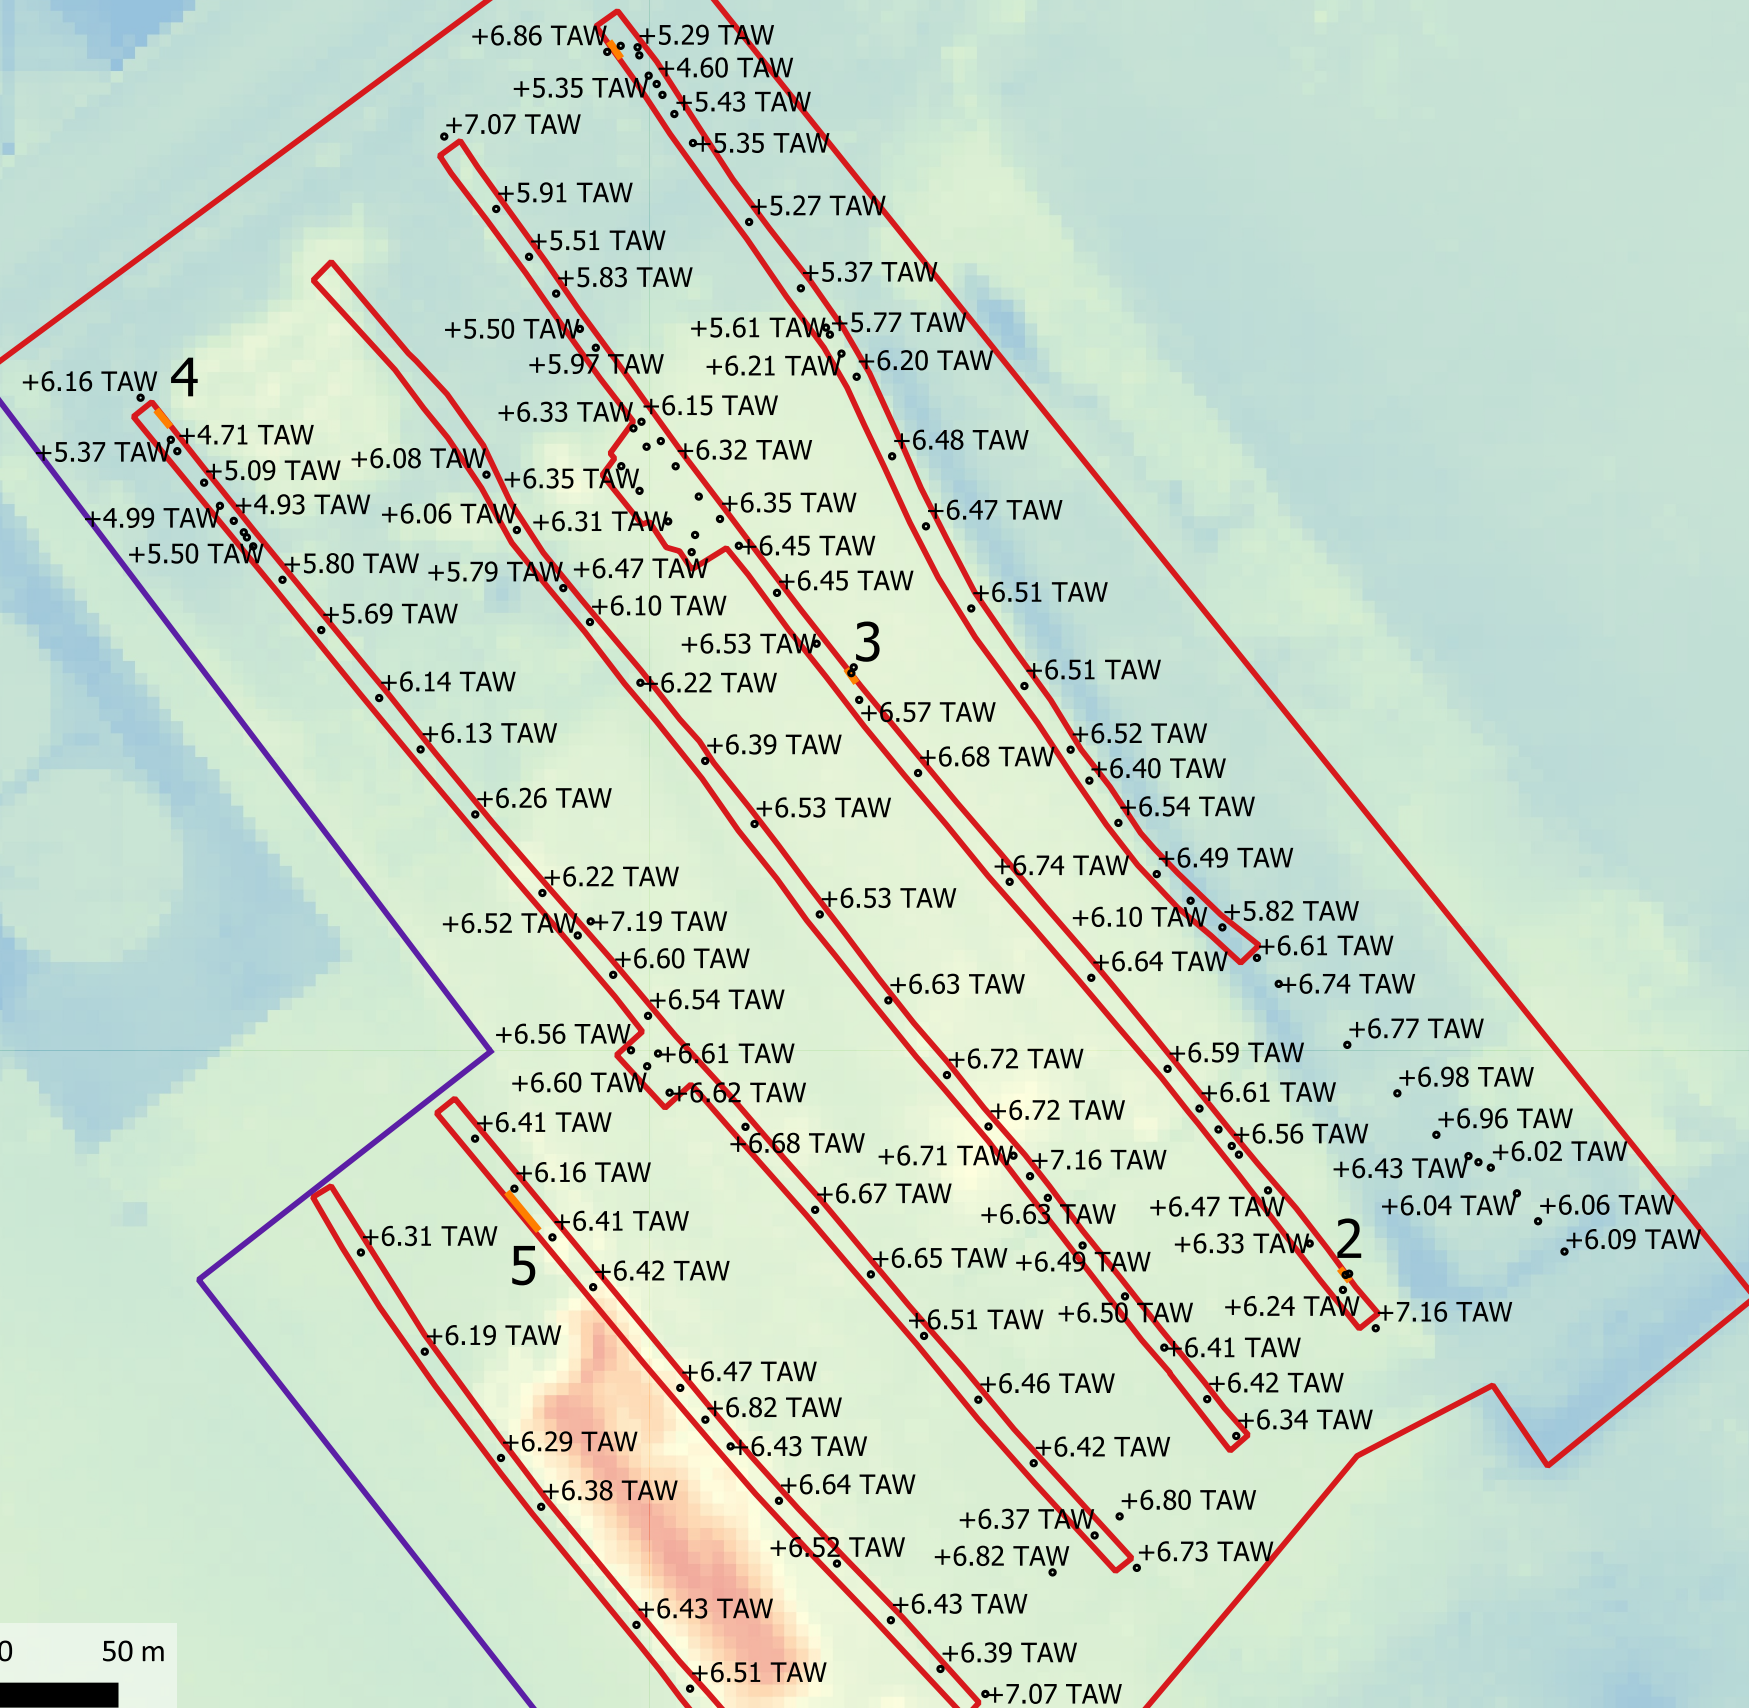 +6.86 TAW
+5.29 TAW
+4.60 TAW
+5.35 TAW
+5.43 TAW
+7.07 TAW
+5.35 TAW
+5.91 TAW
+5.27 TAW
+5.51 TAW
+5.83 TAW
+5.37 TAW
+5.50 TAW
+5.61 TAW
+5.77 TAW
+5.97 TAW
+6.21 TAW
+6.20 TAW
+6.16 TAW
4
+6.33 TAW
+6.15 TAW
+4.71 TAW
+5.37 TAW
+6.32 TAW
+6.48 TAW
+6.08 TAW
+5.09 TAW
+6.35 TAW
+4.93 TAW
+6.35 TAW
+6.47 TAW
+4.99 TAW
+6.06 TAW
+6.31 TAW
+5.50 TAW
+6.45 TAW
+5.80 TAW
+5.79 TAW
+6.47 TAW
+6.45 TAW
+6.51 TAW
+6.10 TAW
+5.69 TAW
+6.53 TAW
3
+6.14 TAW
+6.22 TAW
+6.51 TAW
+6.57 TAW
+6.13 TAW
+6.39 TAW
+6.52 TAW
+6.68 TAW
+6.40 TAW
+6.26 TAW
+6.53 TAW
+6.54 TAW
+6.74 TAW
+6.49 TAW
+6.22 TAW
+6.53 TAW
+6.52 TAW
+7.19 TAW
+6.10 TAW
+5.82 TAW
+6.60 TAW
+6.64 TAW
+6.61 TAW
+6.63 TAW
+6.74 TAW
+6.54 TAW
+6.56 TAW
+6.77 TAW
+6.61 TAW
+6.72 TAW
+6.59 TAW
+6.60 TAW
+6.62 TAW
+6.61 TAW
+6.98 TAW
+6.41 TAW
+6.72 TAW
+6.96 TAW
+6.68 TAW
+6.56 TAW
+6.71 TAW
+7.16 TAW
+6.43 TAW
+6.02 TAW
+6.16 TAW
+6.67 TAW
+6.63 TAW
+6.47 TAW
+6.04 TAW
+6.06 TAW
+6.31 TAW
+6.41 TAW
+6.33 TAW
2
+6.09 TAW
5
+6.42 TAW
+6.65 TAW
+6.49 TAW
+6.19 TAW
+6.51 TAW
+6.50 TAW
+6.24 TAW
+7.16 TAW
+6.41 TAW
+6.47 TAW
+6.46 TAW
+6.42 TAW
+6.82 TAW
+6.34 TAW
+6.29 TAW
+6.43 TAW
+6.42 TAW
+6.38 TAW
+6.64 TAW
+6.80 TAW
+6.37 TAW
+6.52 TAW
+6.82 TAW
+6.73 TAW
+6.43 TAW
+6.43 TAW
0 50 m
+6.39 TAW
+6.51 TAW
+7.07 TAW